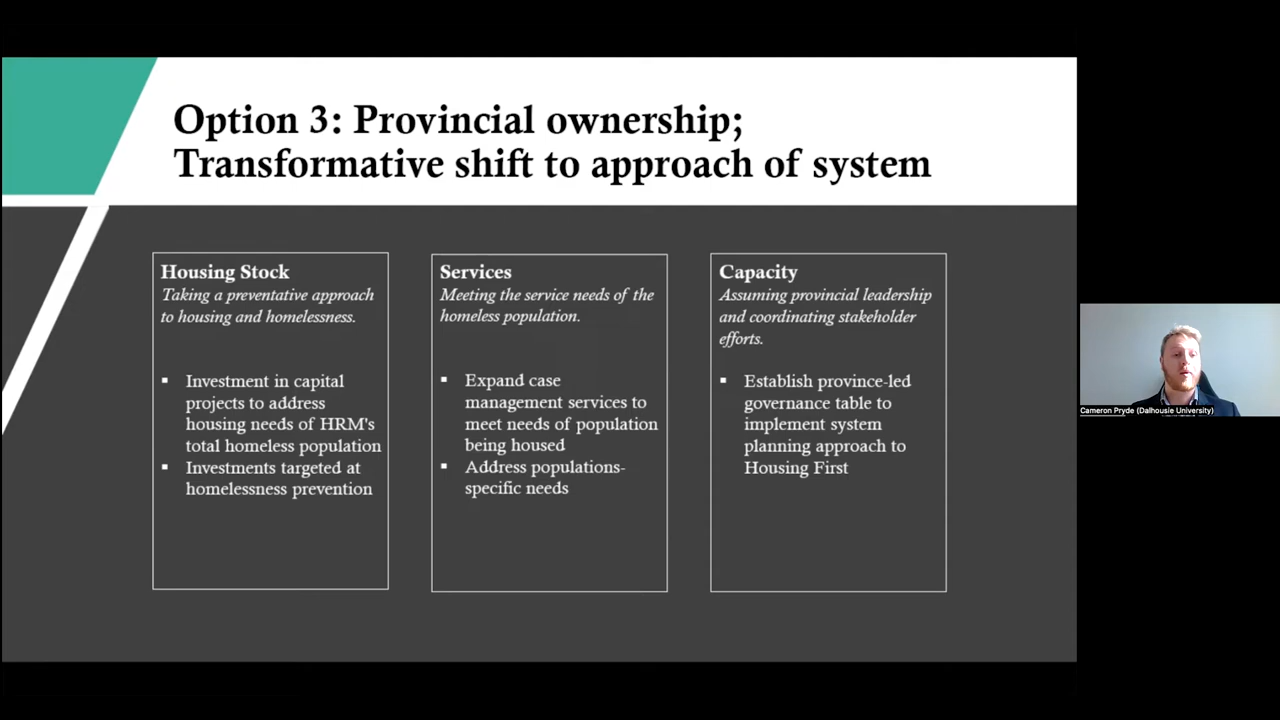 Option 3: Provincial ownership;
Transformative shift to approach of system
Housing Stock
Taking a preventative approach
to housing and homelessness.
▪ Investment in capital
projects to address
housing needs of HRM's
total homeless population
▪ Investments targeted at
homelessness prevention
Services
Meeting the service needs of the
homeless population.
▪ Expand case
management services to
meet needs of population
being housed
▪ Address populations-
specific needs
Capacity
Assuming provincial leadership
and coordinating stakeholder
efforts.
▪ Establish province-led
governance table to
implement system
planning approach to
Housing First
Cameron Pryde (Dalhousie University)